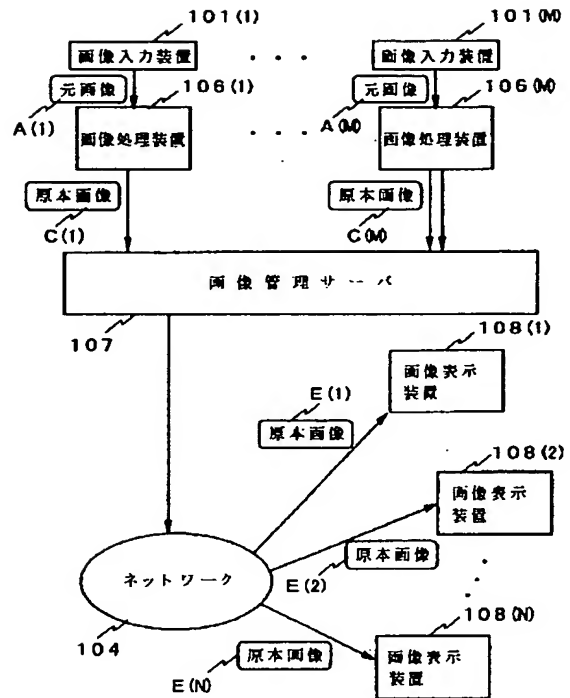 101(1)
101(M)
画像入力装置
・・・
画像入力装置
元画像
106(1)
元画像
106(M)
A(1)
A(M)
画像処理装置
・・・
画像処理装置
原本画像
原本画像
C(1)
C(M)
画像管理サーバ
107
108(1)
画像表示
装置
E(1)
原本画像
108(2)
画像表示
装置
ネットワーク
E(2)
原本画像
104
108(N)
原本画像
画像表示
装置
E(N)